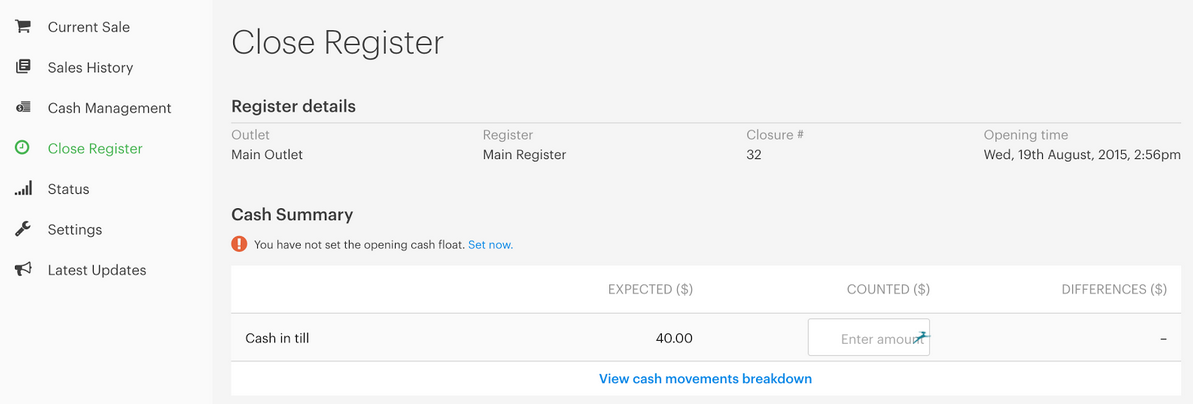 Current Sale
Sales History
Cash Management
Close Register
Status
Settings
Latest Updates
Close Register
Register details
Outlet Register Closure # Opening time
Main Outlet Main Register 32 Wed, 19th August, 2015, 2:56pm
Cash Summary
You have not set the opening cash float. Set now.
EXPECTED ($) COUNTED ($) DIFFERENCES ($)
Cash in till 40.00 Enter amount –
View cash movements breakdown